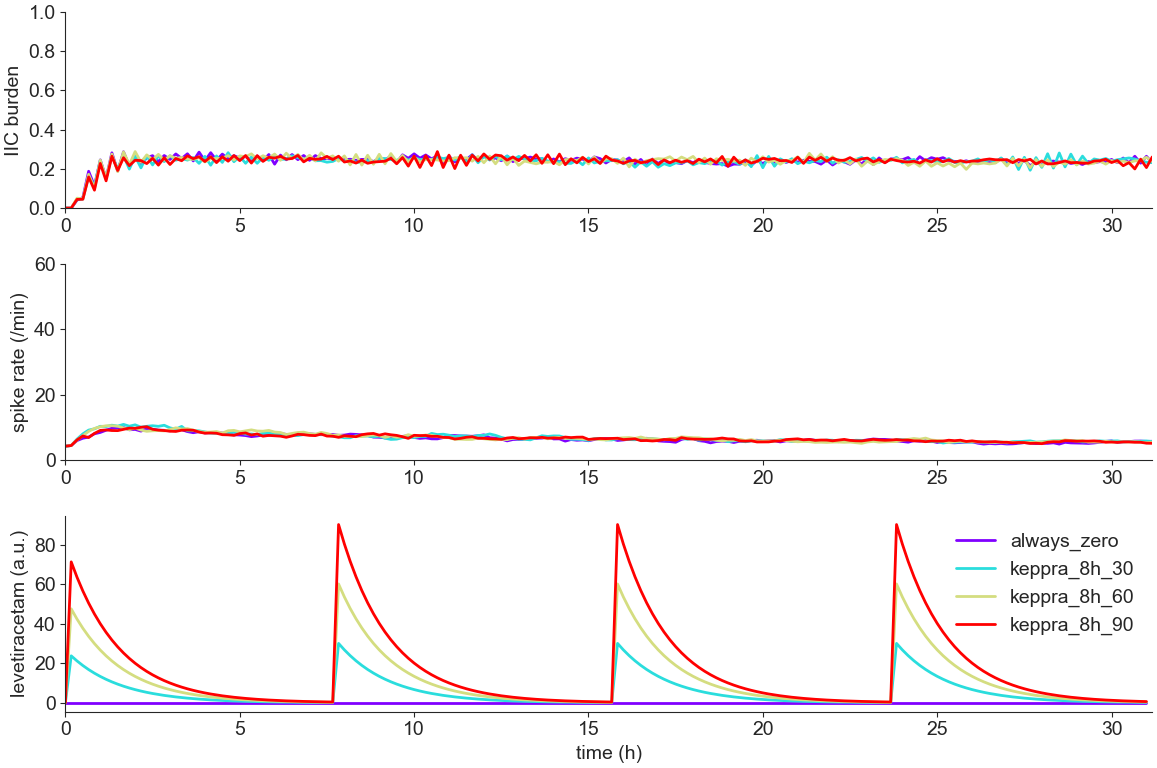 IIC burden
1.0
0.8
0.6
0.4
0.2
0.0
0 5 10 15 20 25 30
spike rate (/min)
60
40
20
0
0 5 10 15 20 25 30
levetiracetam (a.u.)
80
60
40
20
0
always_zero
keppra_8h_30
keppra_8h_60
keppra_8h_90
0 5 10 15 20 25 30
time (h)